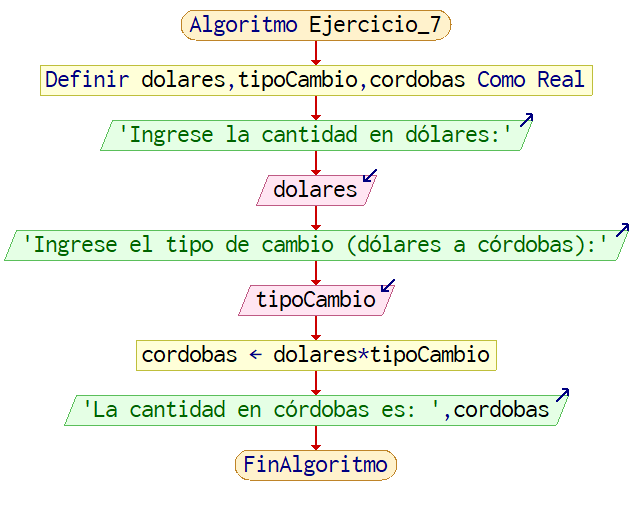 Algoritmo Ejercicio_7
Definir dolares,tipoCambio,cordobas Como Real
'Ingrese la cantidad en dólares:'
dolares
'Ingrese el tipo de cambio (dólares a córdobas):'
tipoCambio
cordobas ← dolares*tipoCambio
'La cantidad en córdobas es: ',cordobas
FinAlgoritmo